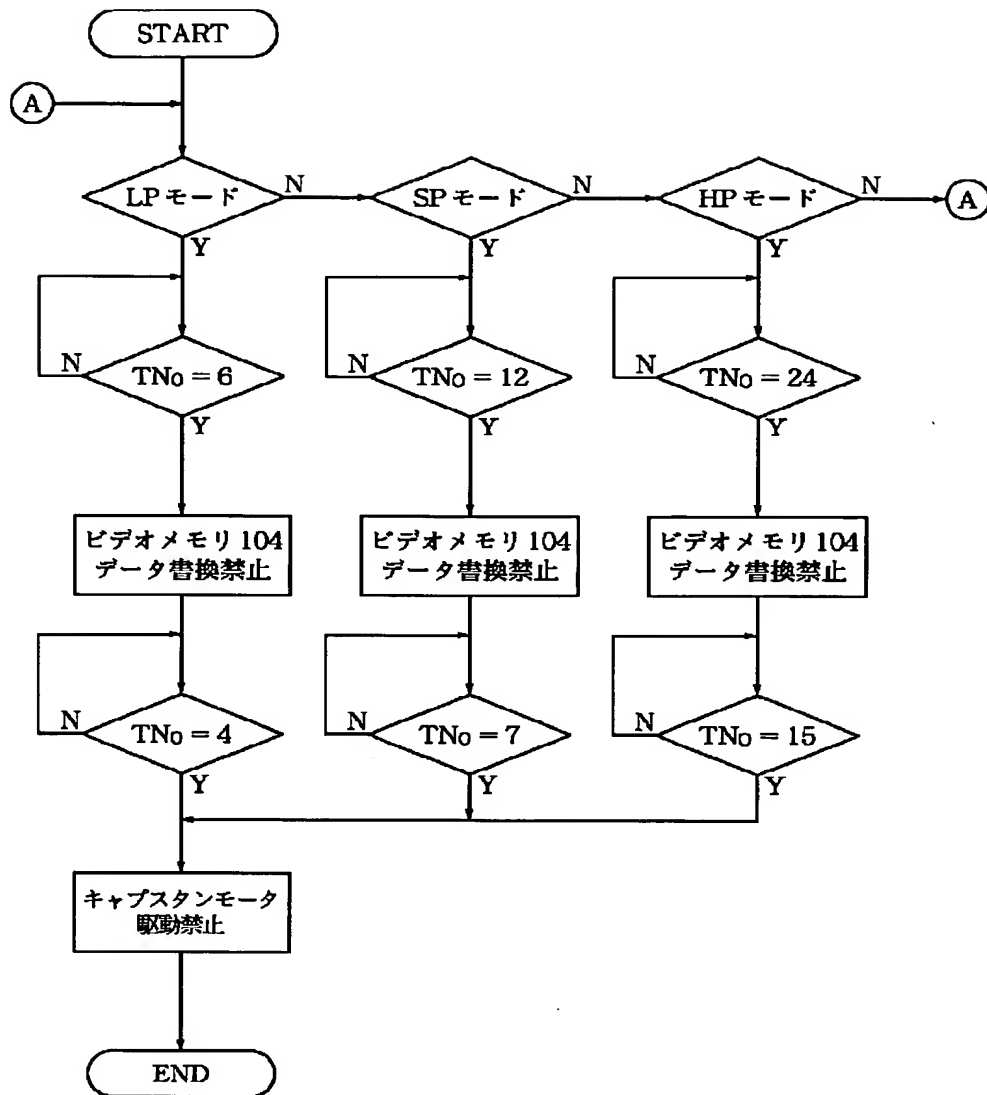 START
A
LPモード
N
SPモード
N
HPモード
N
A
Y
Y
Y
N
TNO = 6
N
TNO = 12
N
TNO = 24
Y
Y
Y
ビデオメモリ104
データ書換禁止
ビデオメモリ104
データ書換禁止
ビデオメモリ104
データ書換禁止
N
TNO = 4
N
TNO = 7
N
TNO = 15
Y
Y
Y
キャプスタンモータ
駆動禁止
END